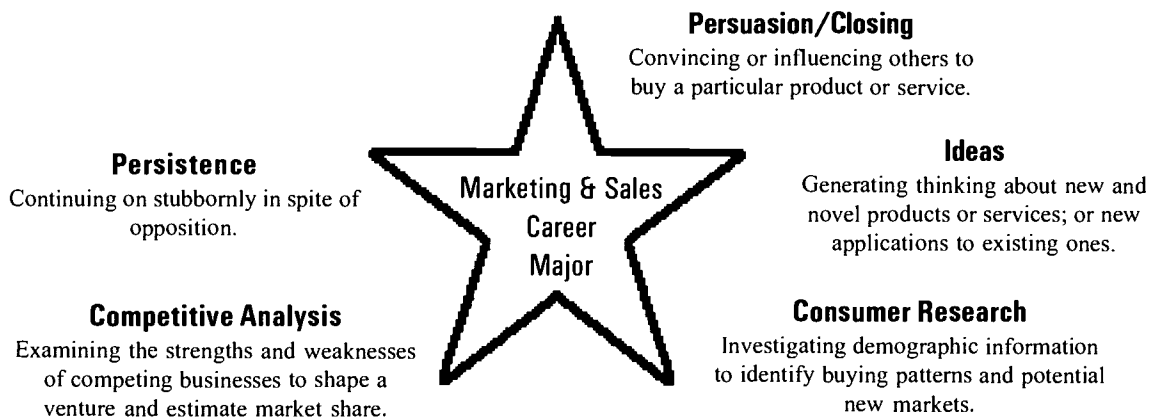 Persuasion/Closing
Convincing or influencing others to
buy a particular product or service.
Persistence
Continuing on stubbornly in spite of
opposition.
Ideas
Generating thinking about new and
novel products or services; or new
applications to existing ones.
Marketing & Sales
Career
Major
Competitive Analysis
Examining the strengths and weaknesses
of competing businesses to shape a
venture and estimate market share.
Consumer Research
Investigating demographic information
to identify buying patterns and potential
new markets.